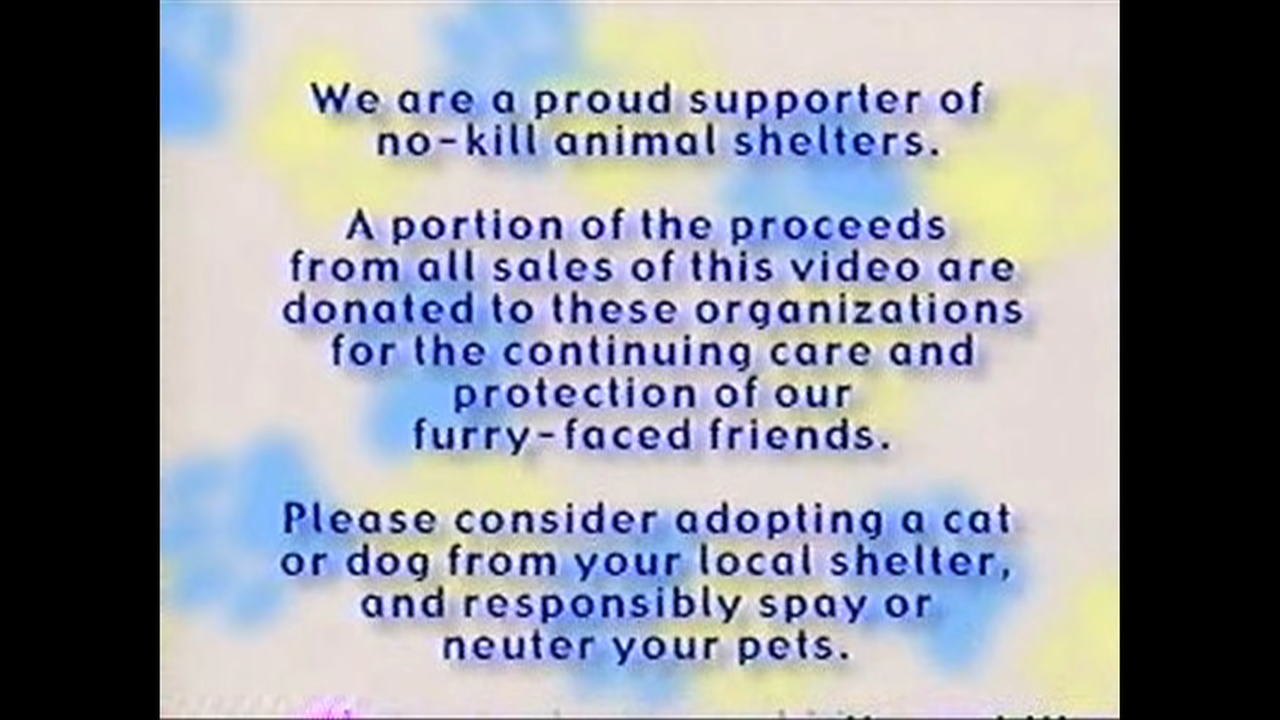 We are a proud supporter of
no-kill animal shelters.
A portion of the proceeds
from all sales of this video are
donated to these organizations
for the continuing care and
protection of our
furry-faced friends.
Please consider adopting a cat
or dog from your local shelter,
and responsibly spay or
neuter your pets.